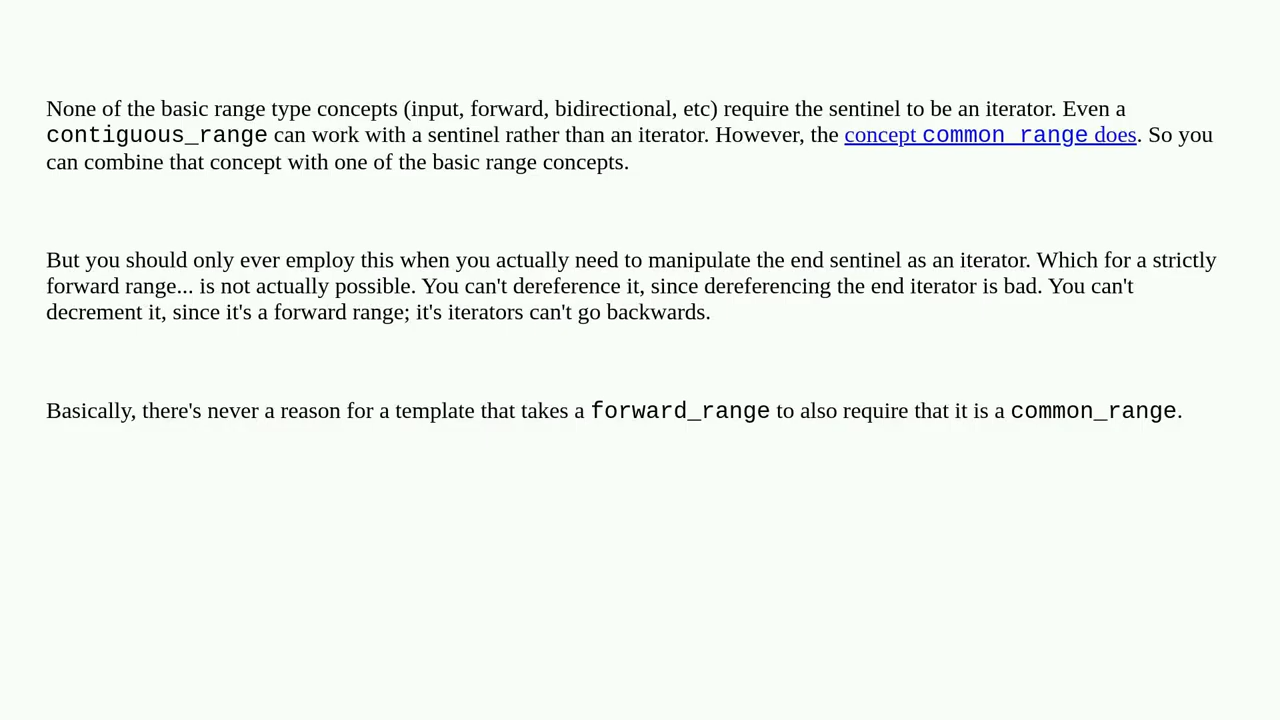 None of the basic range type concepts (input, forward, bidirectional, etc) require the sentinel to be an iterator. Even a
contiguous_range can work with a sentinel rather than an iterator. However, the concept common_range does. So you
can combine that concept with one of the basic range concepts.
But you should only ever employ this when you actually need to manipulate the end sentinel as an iterator. Which for a strictly
forward range... is not actually possible. You can't dereference it, since dereferencing the end iterator is bad. You can't
decrement it, since it's a forward range; it's iterators can't go backwards.
Basically, there's never a reason for a template that takes a forward_range to also require that it is a common_range.